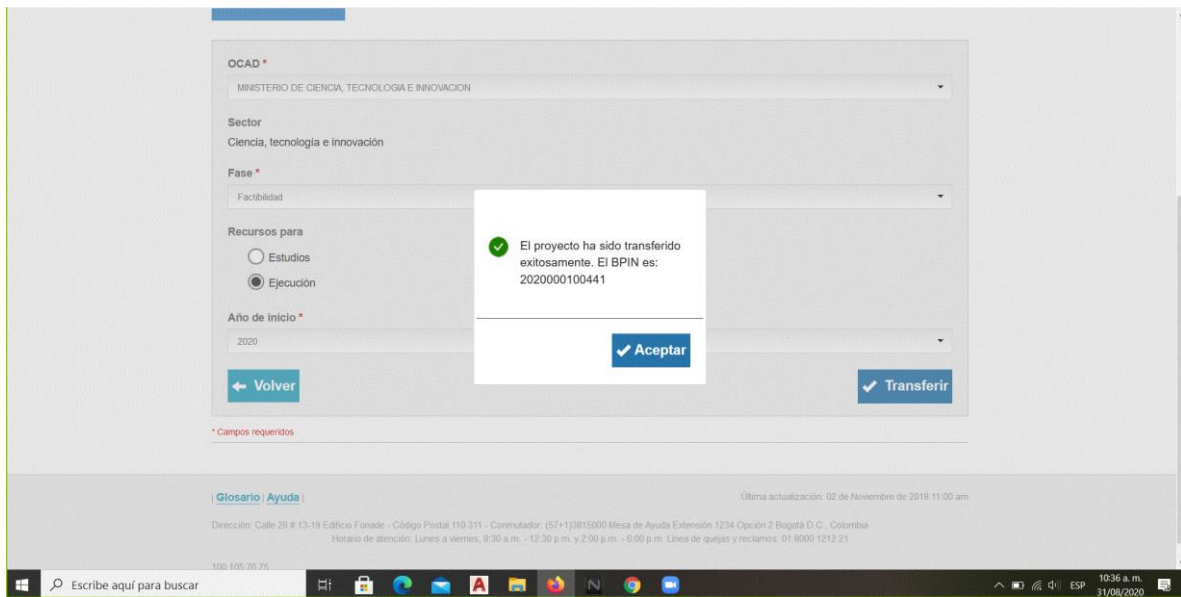 OCAD *
MINISTERIO DE CIENCIA, TECNOLOGIA E INNOVACION
Sector
Ciencia, tecnología e innovación
Fase *
Factibilidad
Recursos para
Estudios
Ejecución
Año de inicio *
2020
Volver
Transferir
El proyecto ha sido transferido
exitosamente. El BPIN es:
2020000100441
Aceptar
* Campos requeridos
| Glosario | Ayuda |
Última actualización: 02 de Noviembre de 2018 11:00 am
Dirección: Calle 26 # 13-19 Edificio Fonade - Código Postal 110 311 - Conmutador: (57+1)3815000 Mesa de Ayuda Extensión 1234 Opción 2 Bogotá D.C., Colombia
Horario de atención: Lunes a viernes, 8:30 a.m. - 12:30 p.m. y 2:00 p.m. - 6:00 p.m. Línea de quejas y reclamos: 01 8000 1212 21
100.105.76.75
Escribe aquí para buscar
ESP
10:36 a. m.
31/08/2020